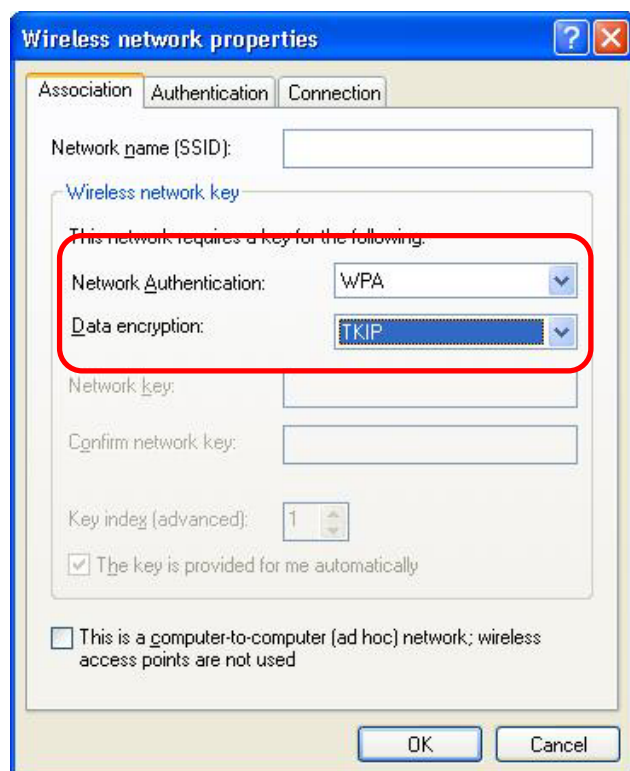 Wireless network properties
Association Authentication Connection
Network name (SSID):
Wireless network key
This network requires a key for the following:
Network Authentication: WPA
Data encryption: TKIP
Network key:
Confirm network key:
Key index (advanced): 1
The key is provided for me automatically
This is a computer-to-computer (ad hoc) network; wireless
access points are not used
OK Cancel